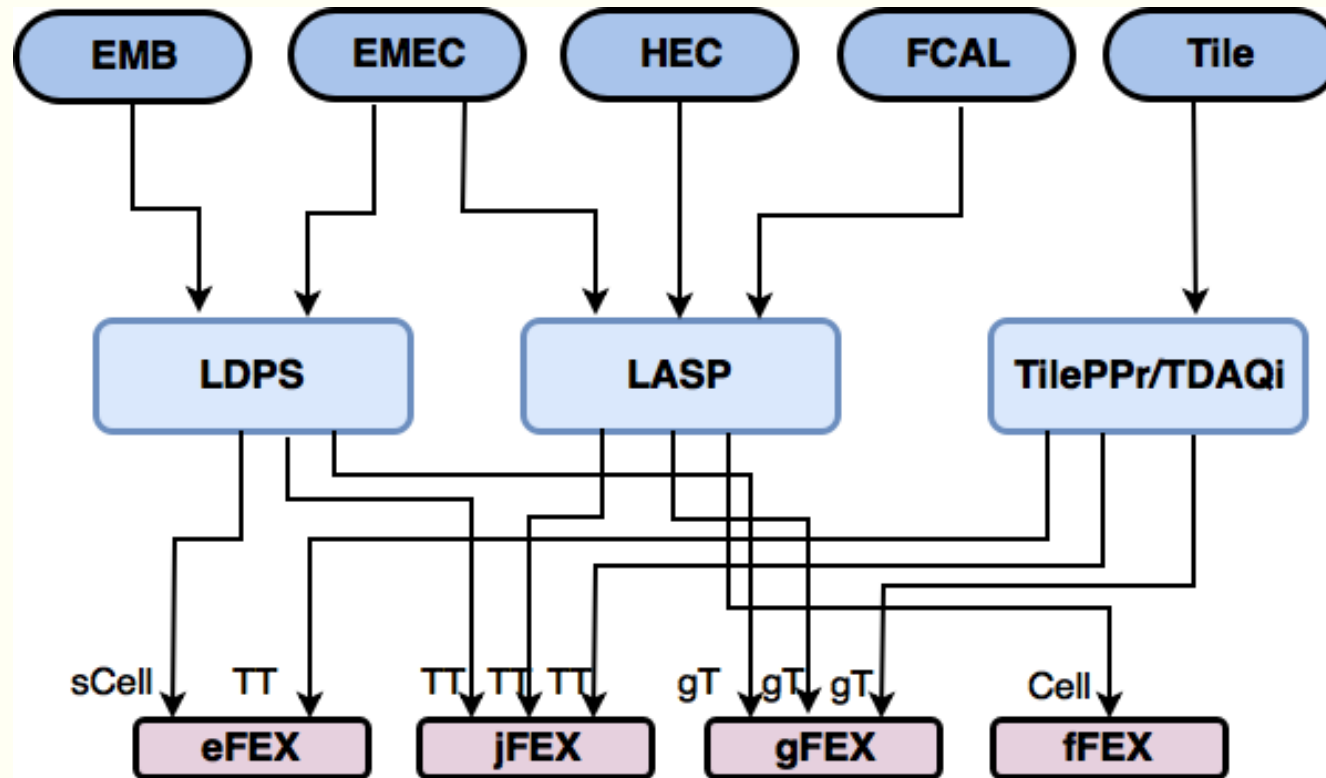 EMB EMEC HEC FCAL Tile
LDPS LASP TilePPr/TDAQi
sCell TT TT TT TT gT gT gT Cell
eFEX jFEX gFEX fFEX